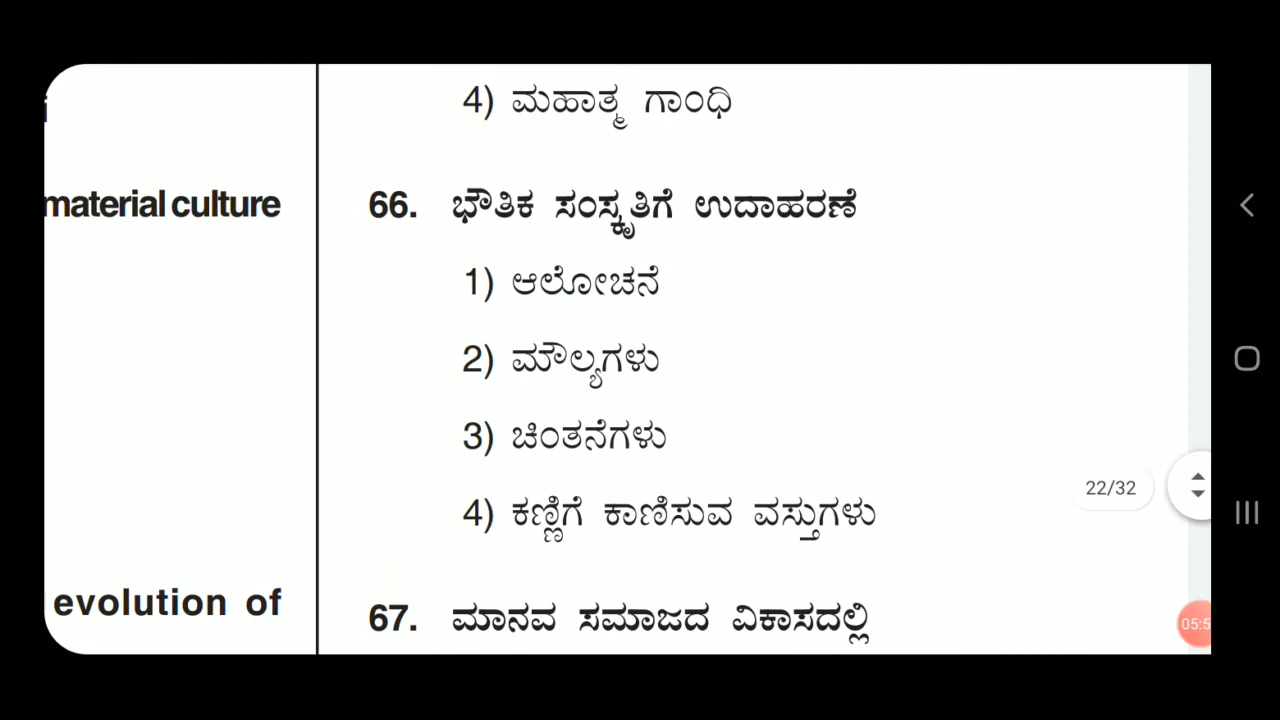 4) ಮಹಾತ್ಮ ಗಾಂಧಿ
material culture
66. ಭೌತಿಕ ಸಂಸ್ಕೃತಿಗೆ ಉದಾಹರಣೆ
1) ಆಲೋಚನೆ
2) ಮೌಲ್ಯಗಳು
3) ಚಿಂತನೆಗಳು
4) ಕಣ್ಣಿಗೆ ಕಾಣಿಸುವ ವಸ್ತುಗಳು
22/32
evolution of
67. ಮಾನವ ಸಮಾಜದ ವಿಕಾಸದಲ್ಲಿ